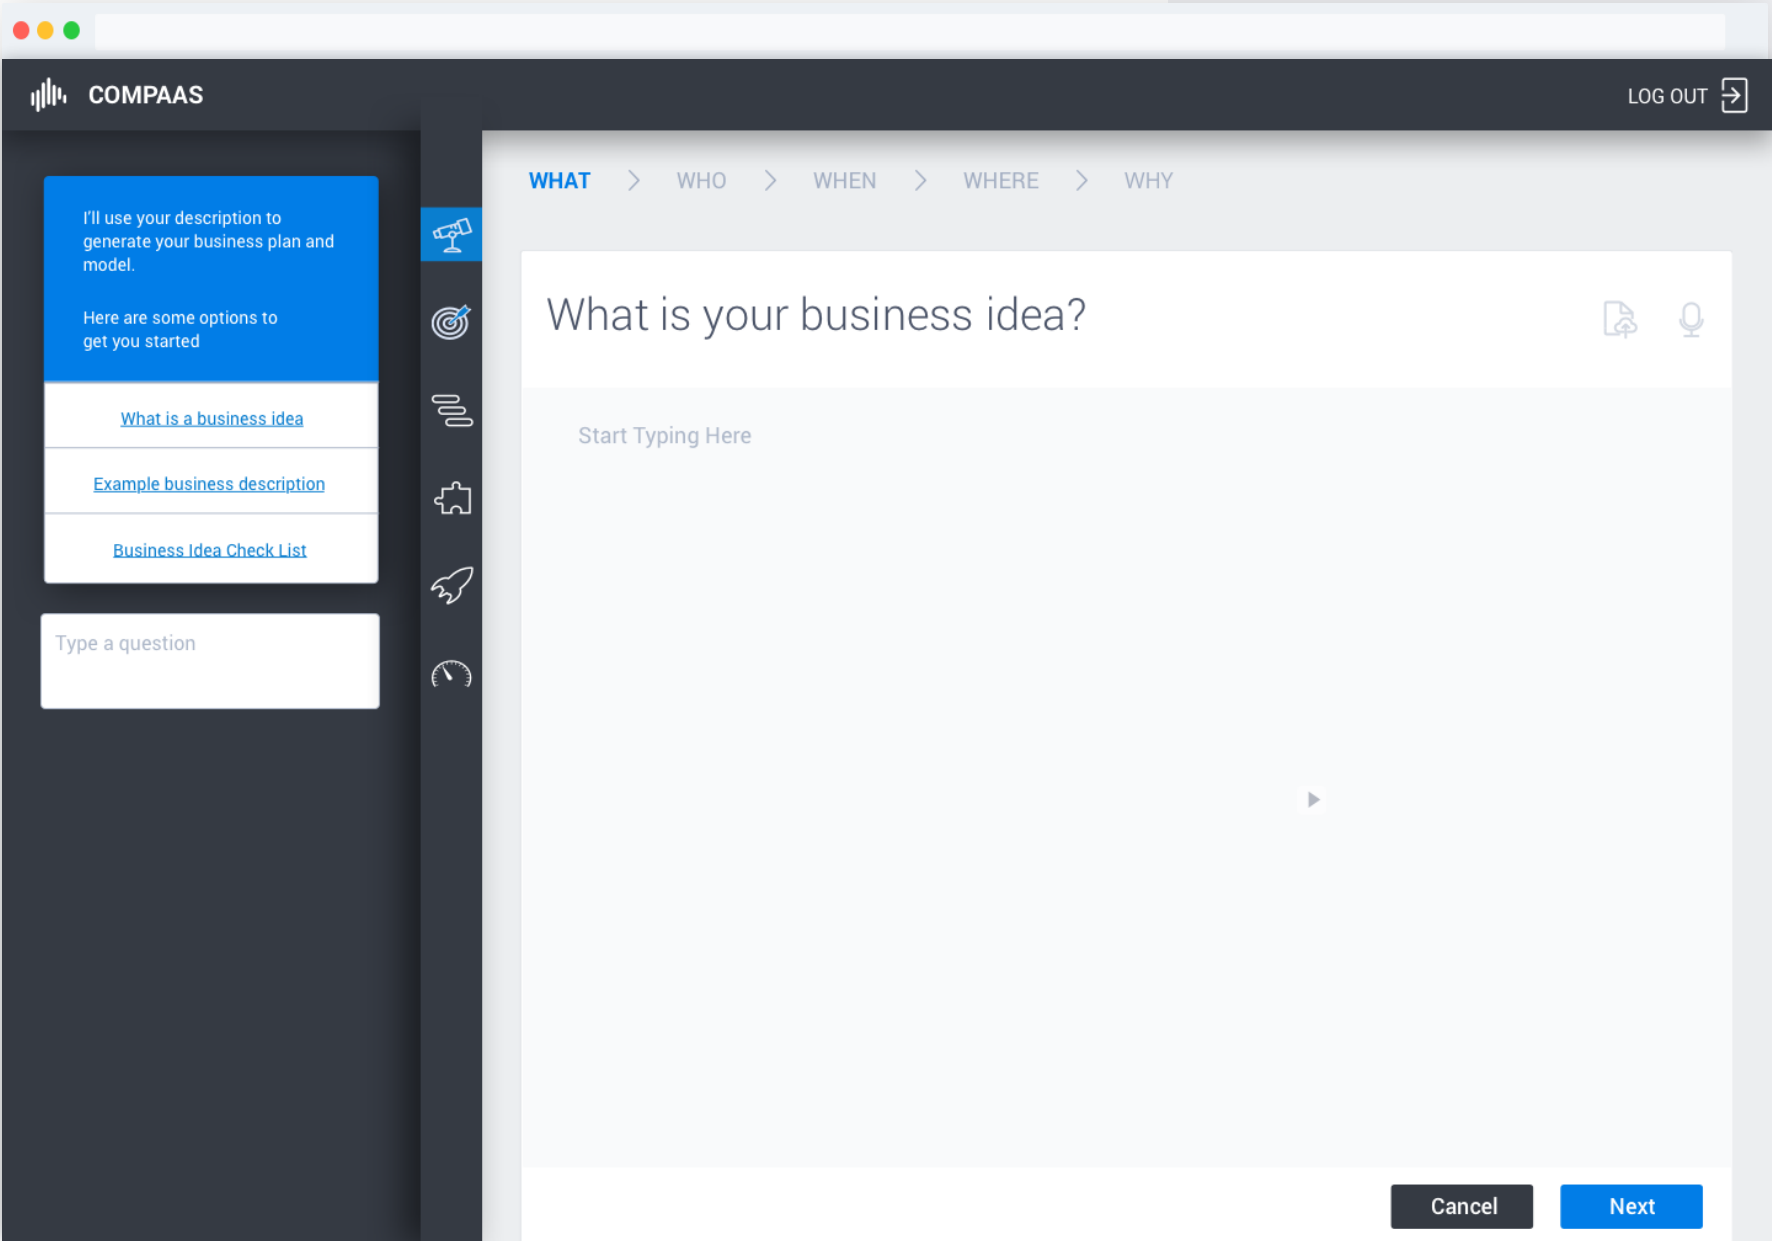 COMPAAS
LOG OUT
I'll use your description to
generate your business plan and
model.
Here are some options to
get you started
What is a business idea
Example business description
Business Idea Check List
Type a question
WHAT
WHO
WHEN
WHERE
WHY
What is your business idea?
Start Typing Here
Cancel
Next